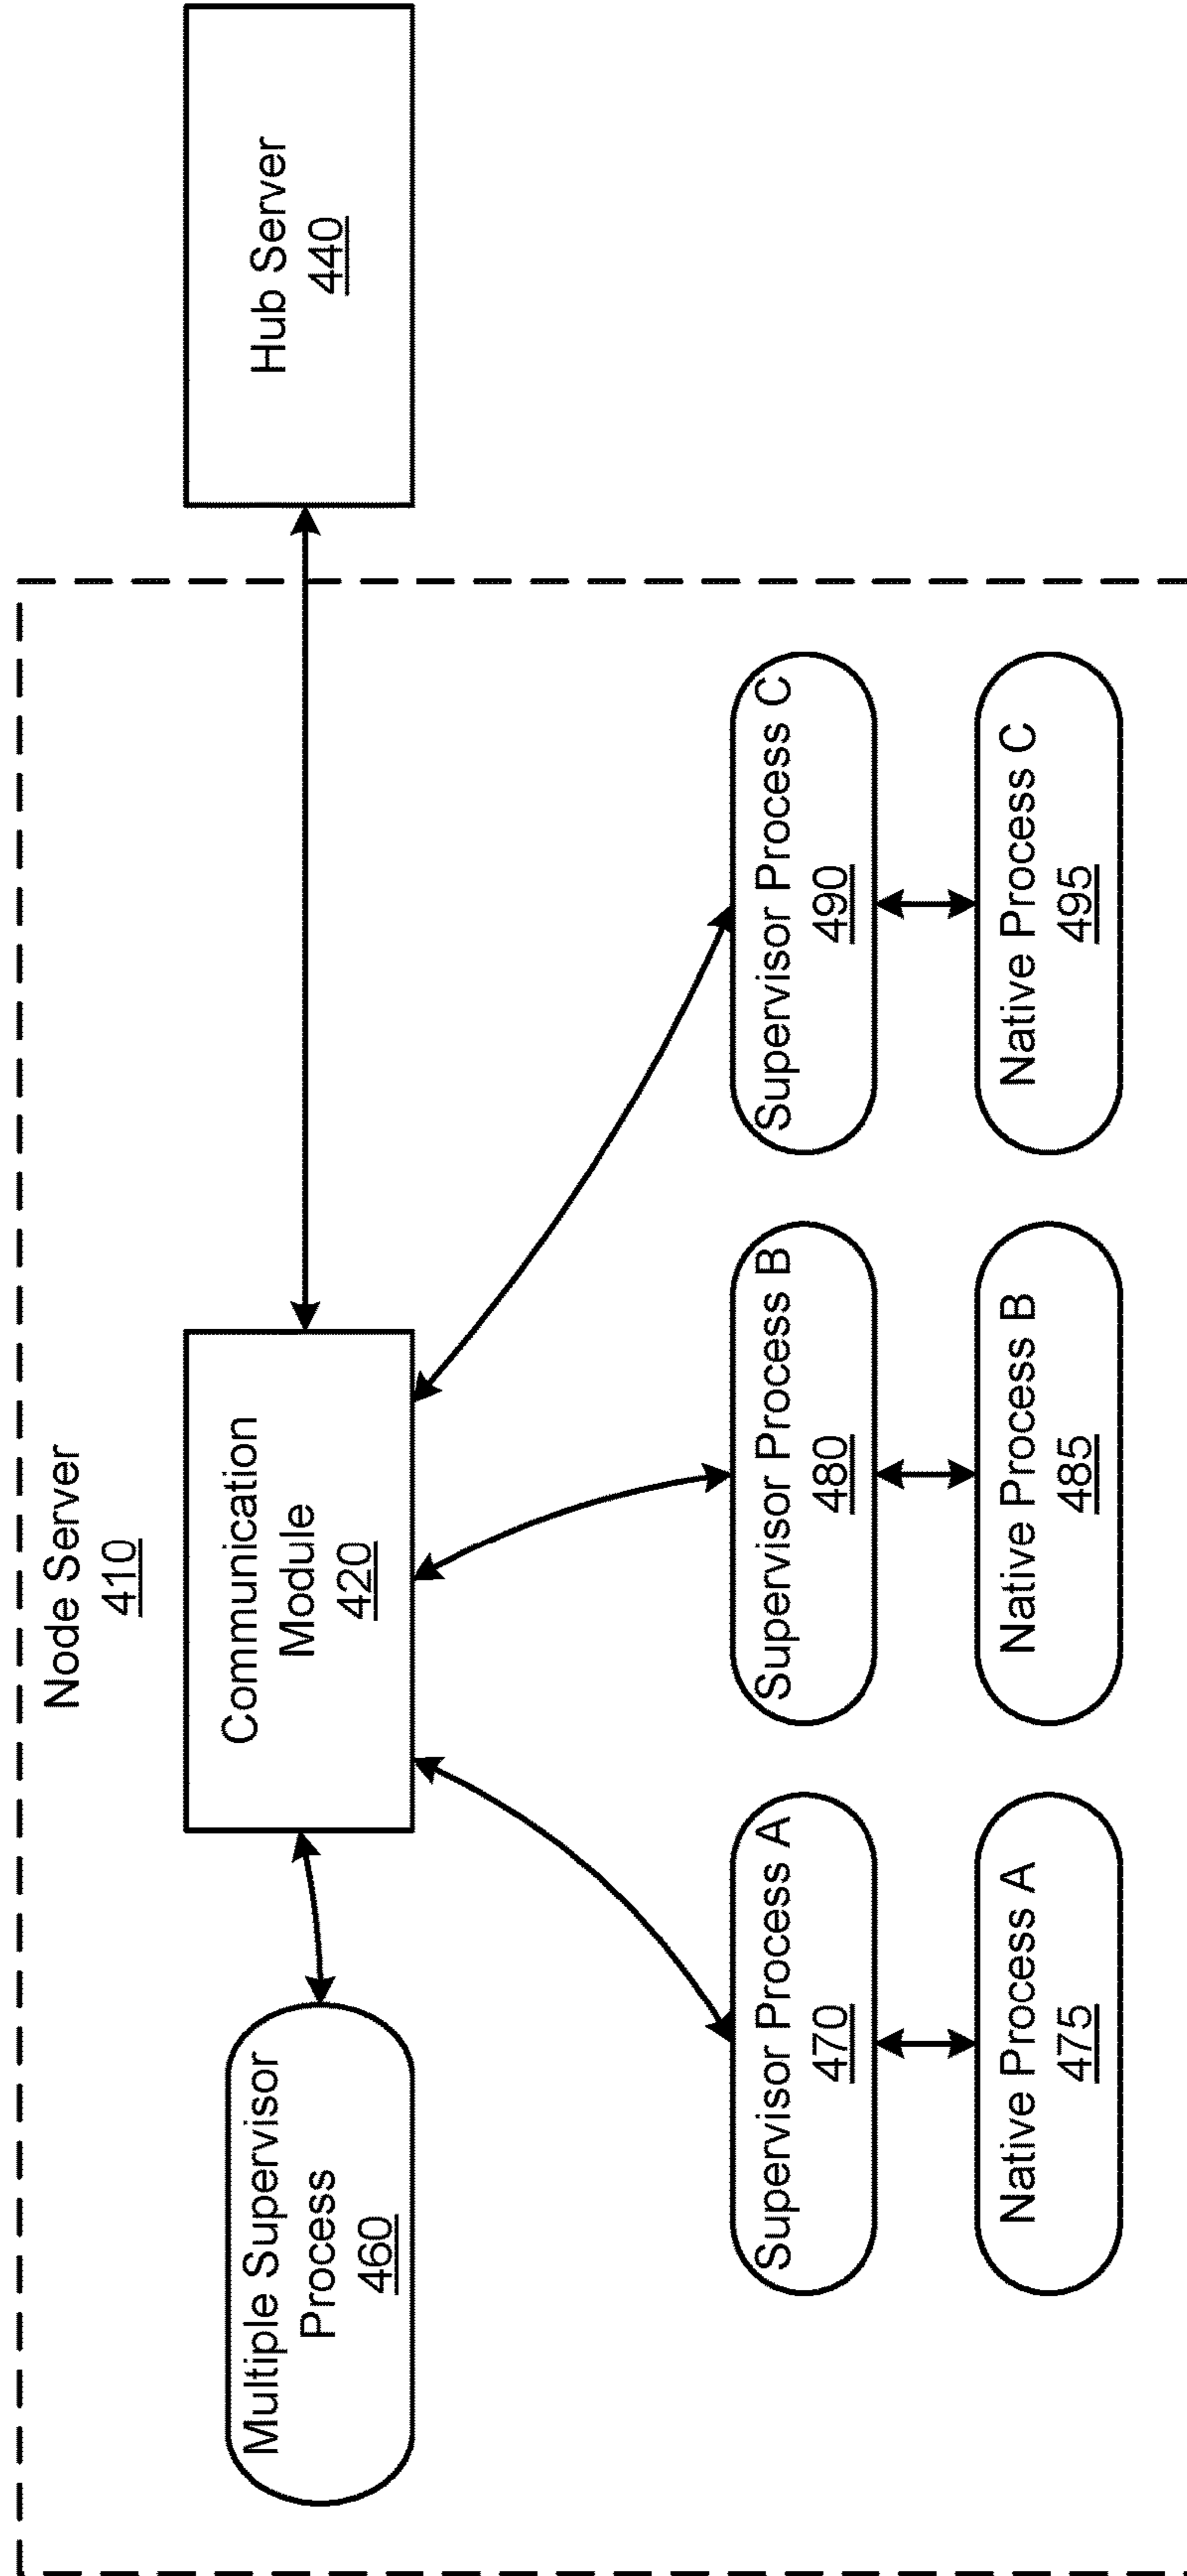 Node Server
410
Multiple Supervisor
Process
460
Communication
Module
420
Hub Server
440
Supervisor Process A
470
Supervisor Process B
480
Supervisor Process C
490
Native Process A
475
Native Process B
485
Native Process C
495